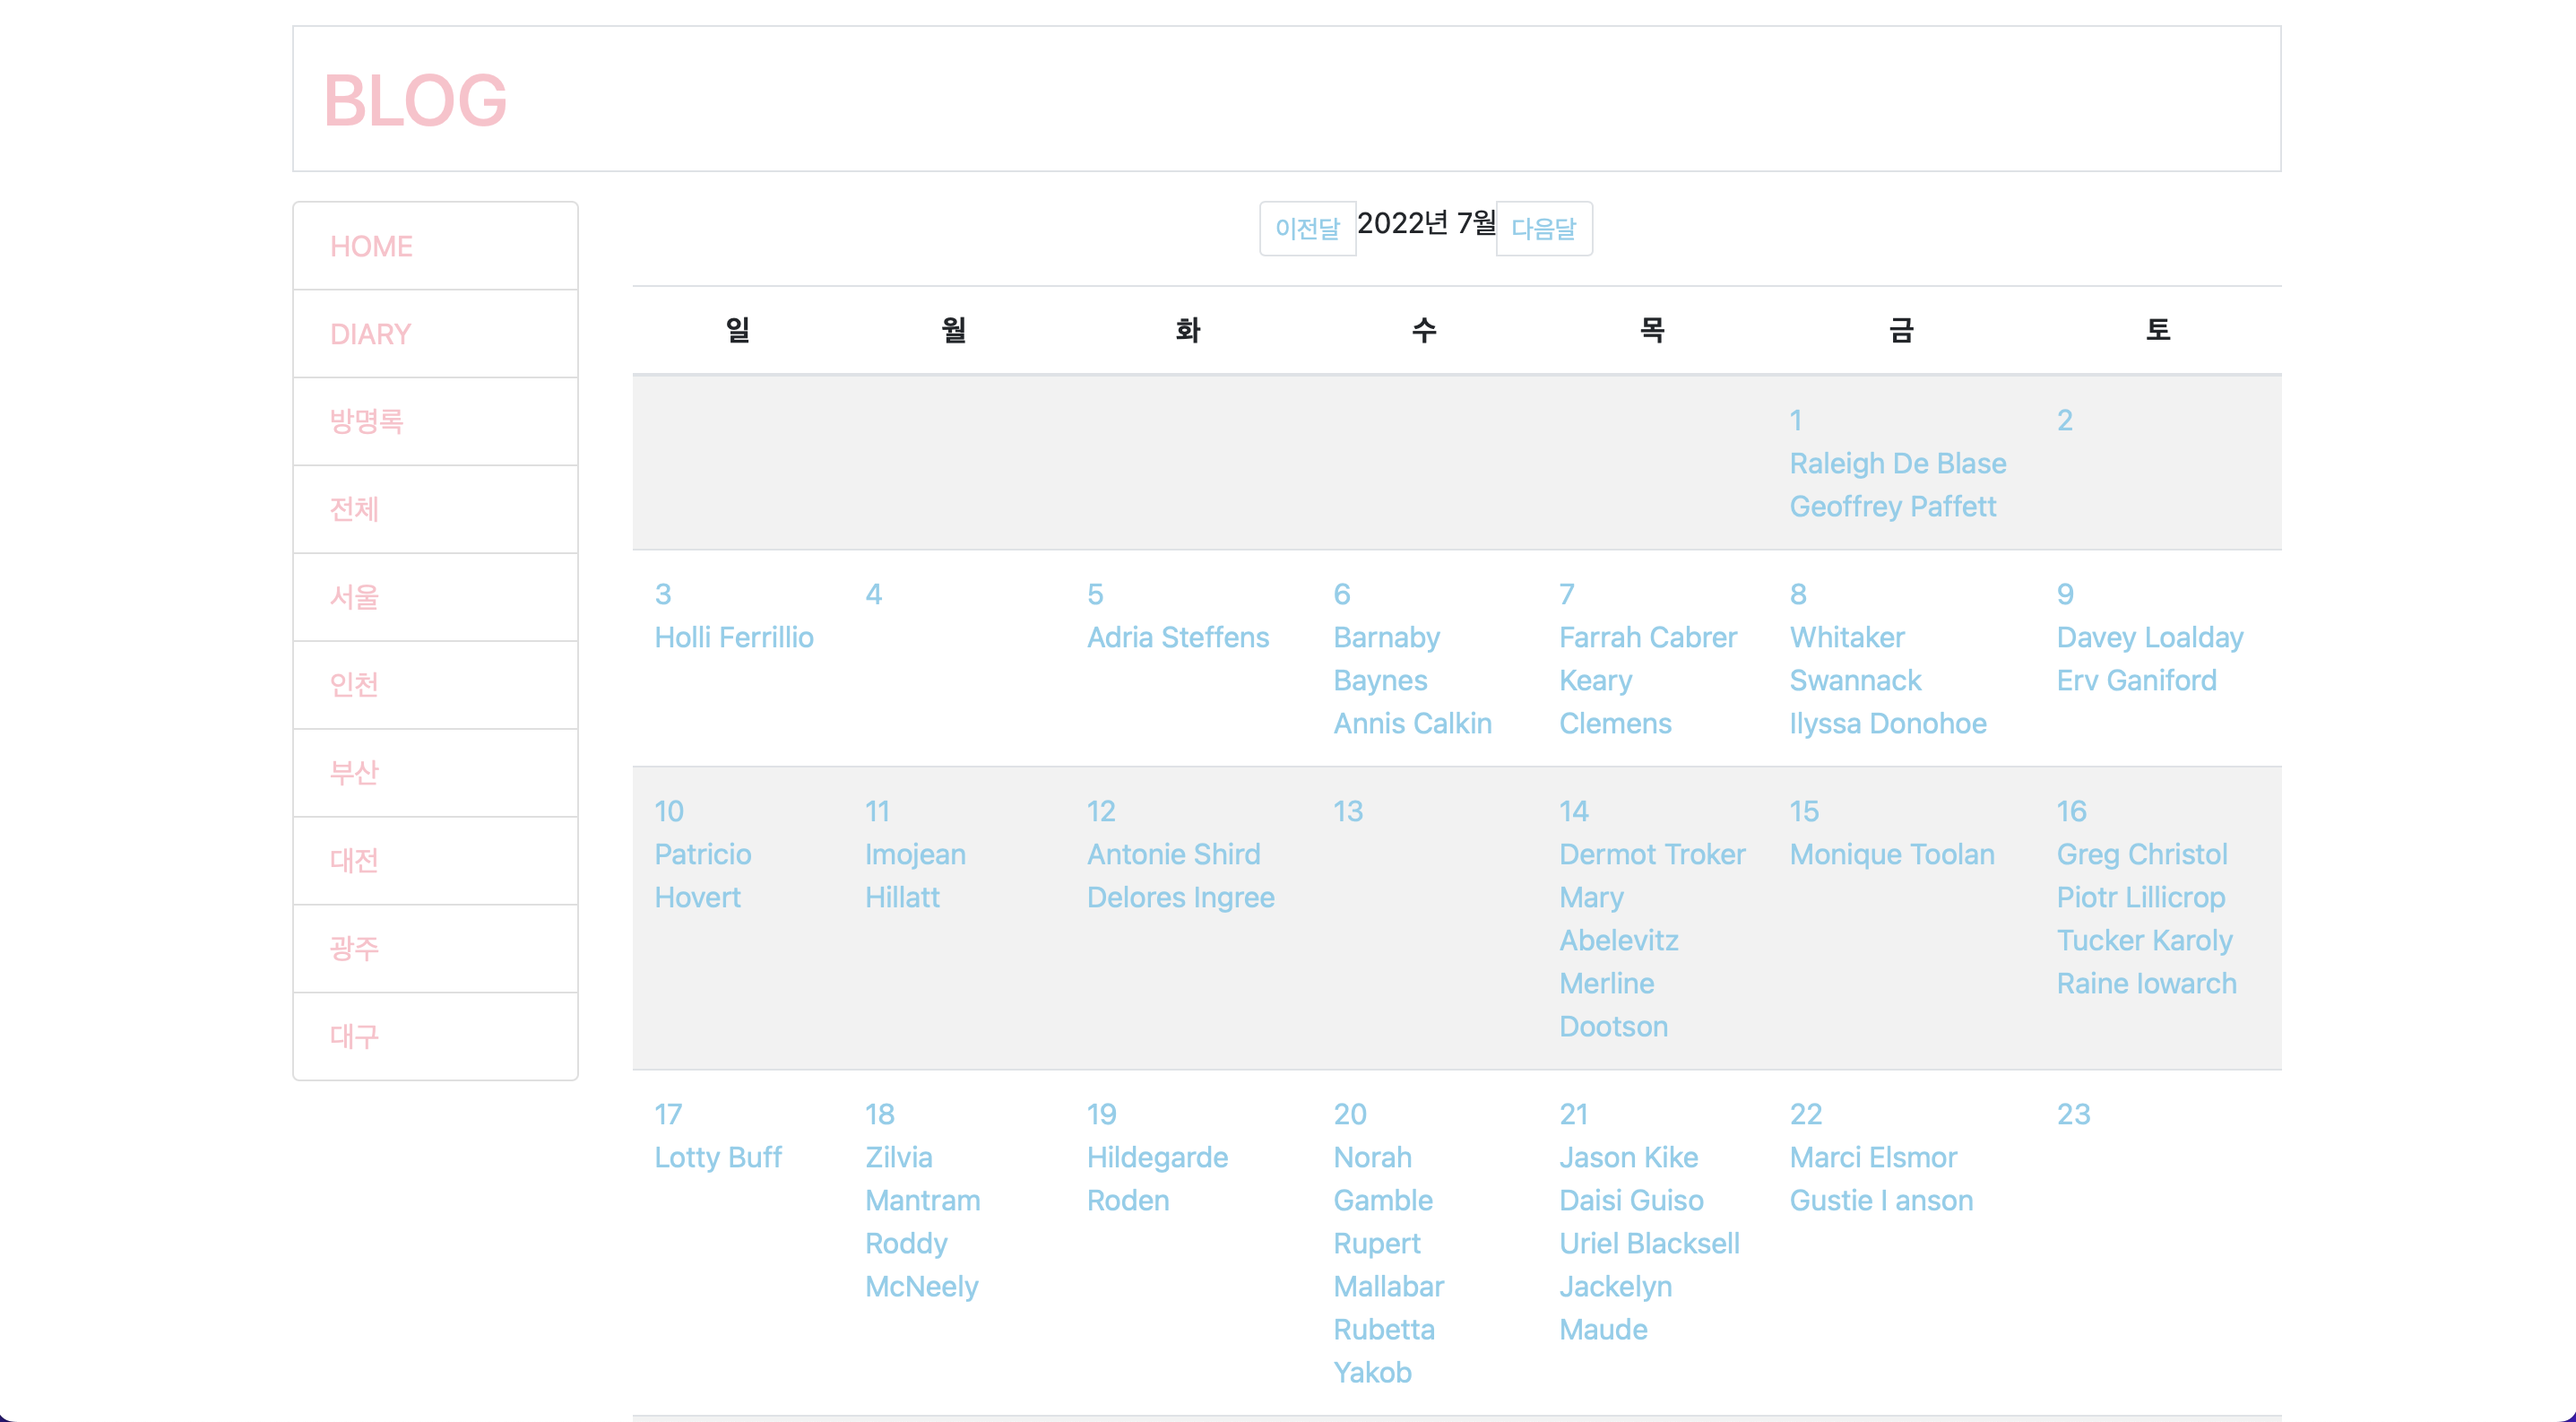 BLOG
HOME
DIARY
방명록
전체
서울
인천
부산
대전
광주
대구
이전달 2022년 7월 다음달
일 월 화 수 목 금 토
1
Raleigh De Blase
Geoffrey Paffett
2
3
Holli Ferrillio
4
5
Adria Steffens
6
Barnaby
Baynes
Annis Calkin
7
Farrah Cabrer
Keary
Clemens
8
Whitaker
Swannack
Ilyssa Donohoe
9
Davey Loalday
Erv Ganiford
10
Patricio
Hovert
11
Imojean
Hillatt
12
Antonie Shird
Delores Ingree
13
14
Dermot Troker
Mary
Abelevitz
Merline
Dootson
15
Monique Toolan
16
Greg Christol
Piotr Lillicrop
Tucker Karoly
Raine Iowarch
17
Lotty Buff
18
Zilvia
Mantram
Roddy
McNeely
19
Hildegarde
Roden
20
Norah
Gamble
Rupert
Mallabar
Rubetta
Yakob
21
Jason Kike
Daisi Guiso
Uriel Blacksell
Jackelyn
Maude
22
Marci Elsmor
Gustie I anson
23